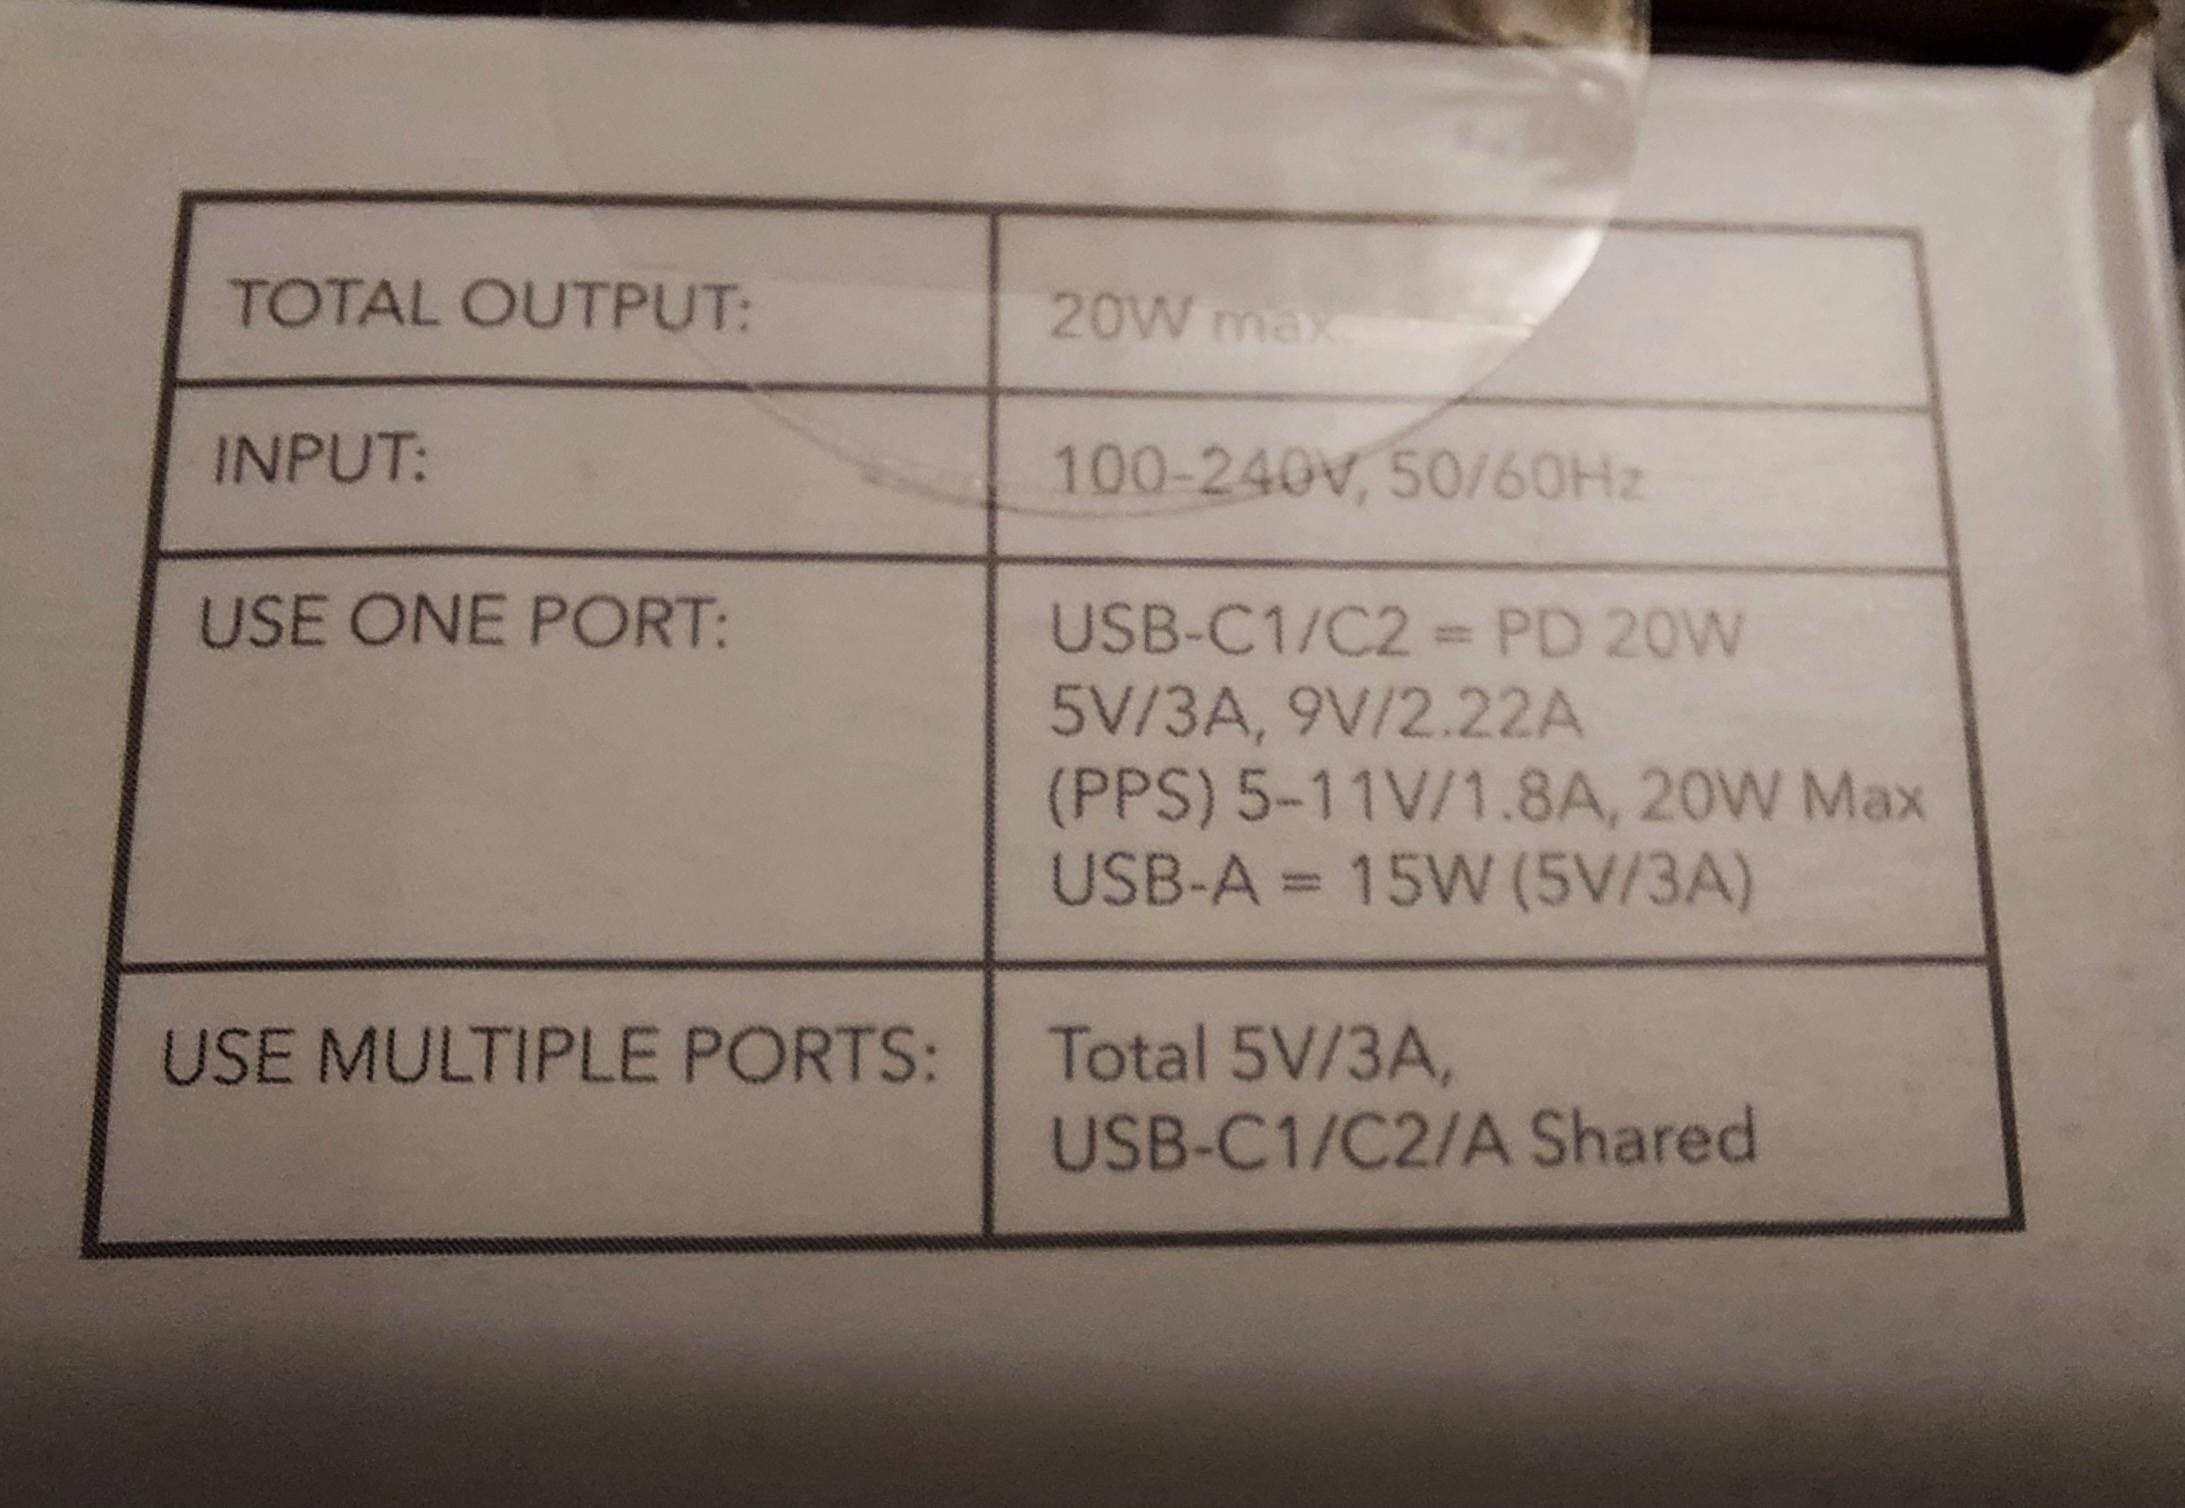 TOTAL OUTPUT:
20W max
INPUT:
100-240V, 50/60Hz
USE ONE PORT:
USB-C1/C2 = PD 20W
5V/3A, 9V/2.22A
(PPS) 5–11V/1.8A, 20W Max
USB-A = 15W (5V/3A)
USE MULTIPLE PORTS:
Total 5V/3A,
USB-C1/C2/A Shared